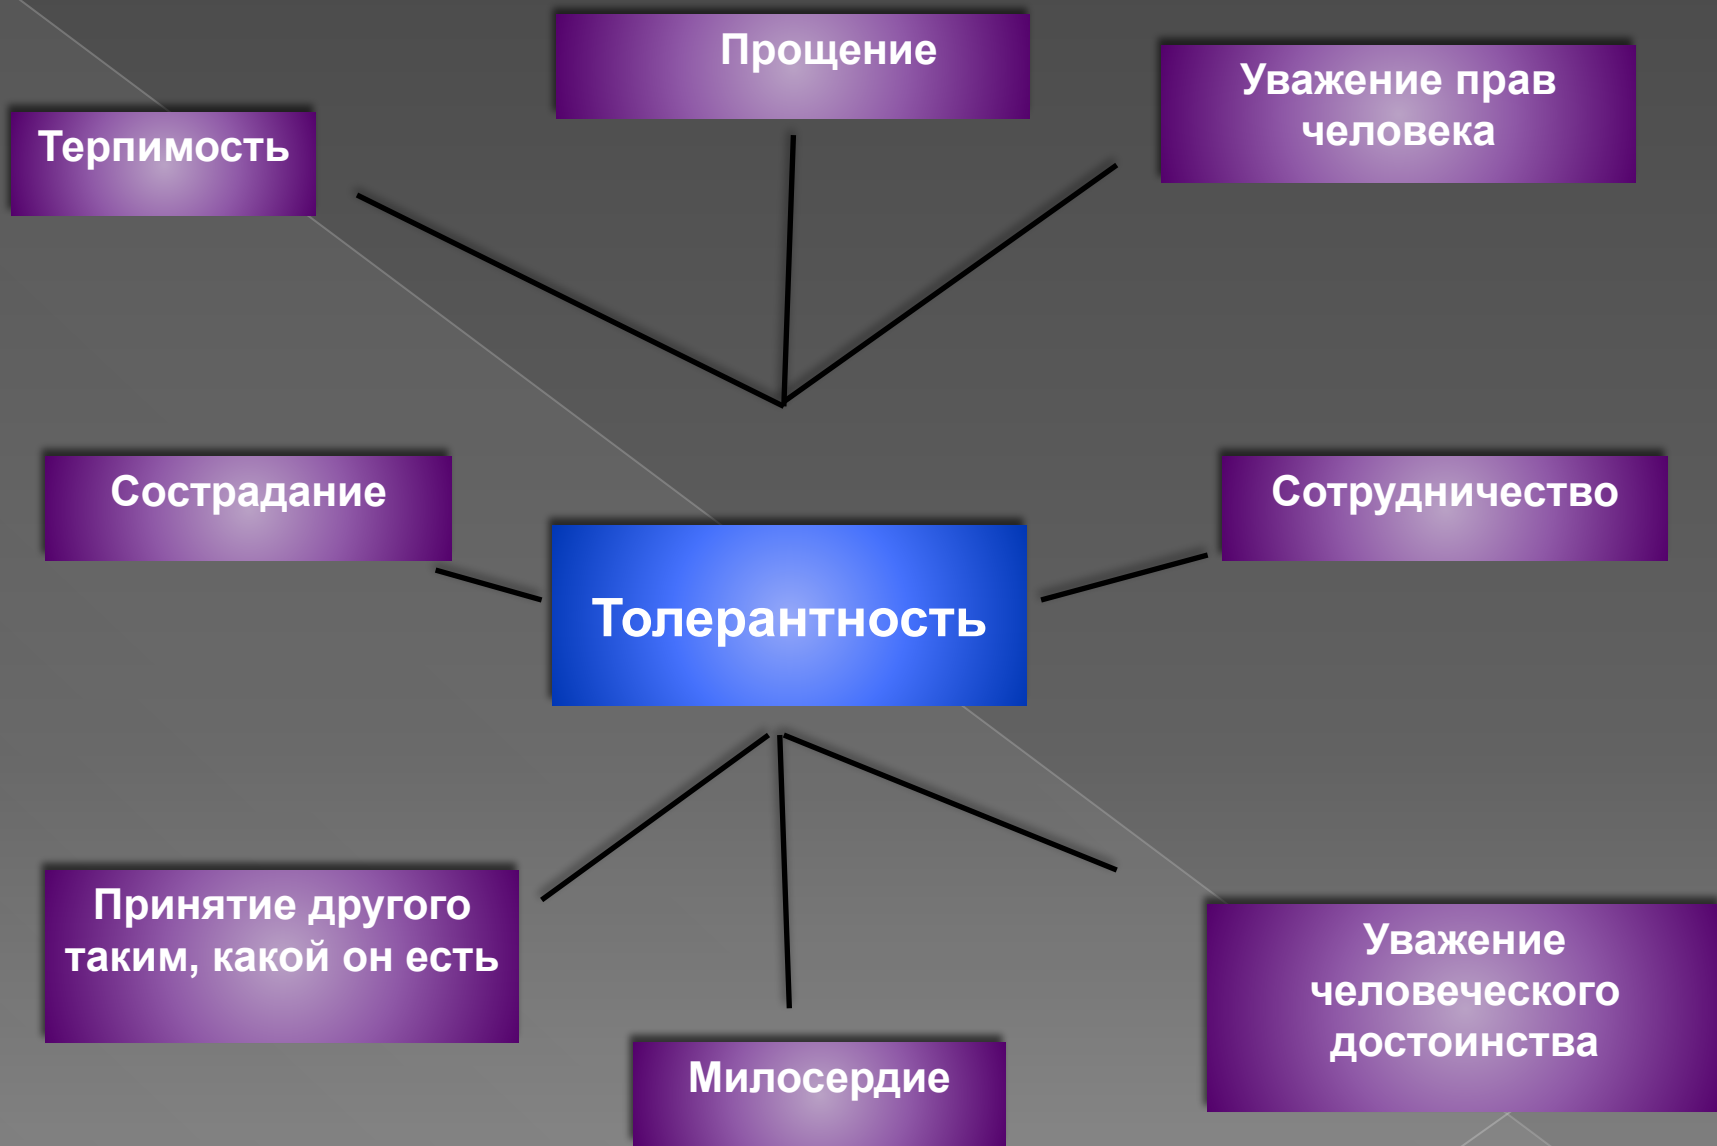 Прощение
Уважение прав
человека
Терпимость
Сострадание
Сотрудничество
Толерантность
Принятие другого
таким, какой он есть
Уважение
человеческого
достоинства
Милосердие